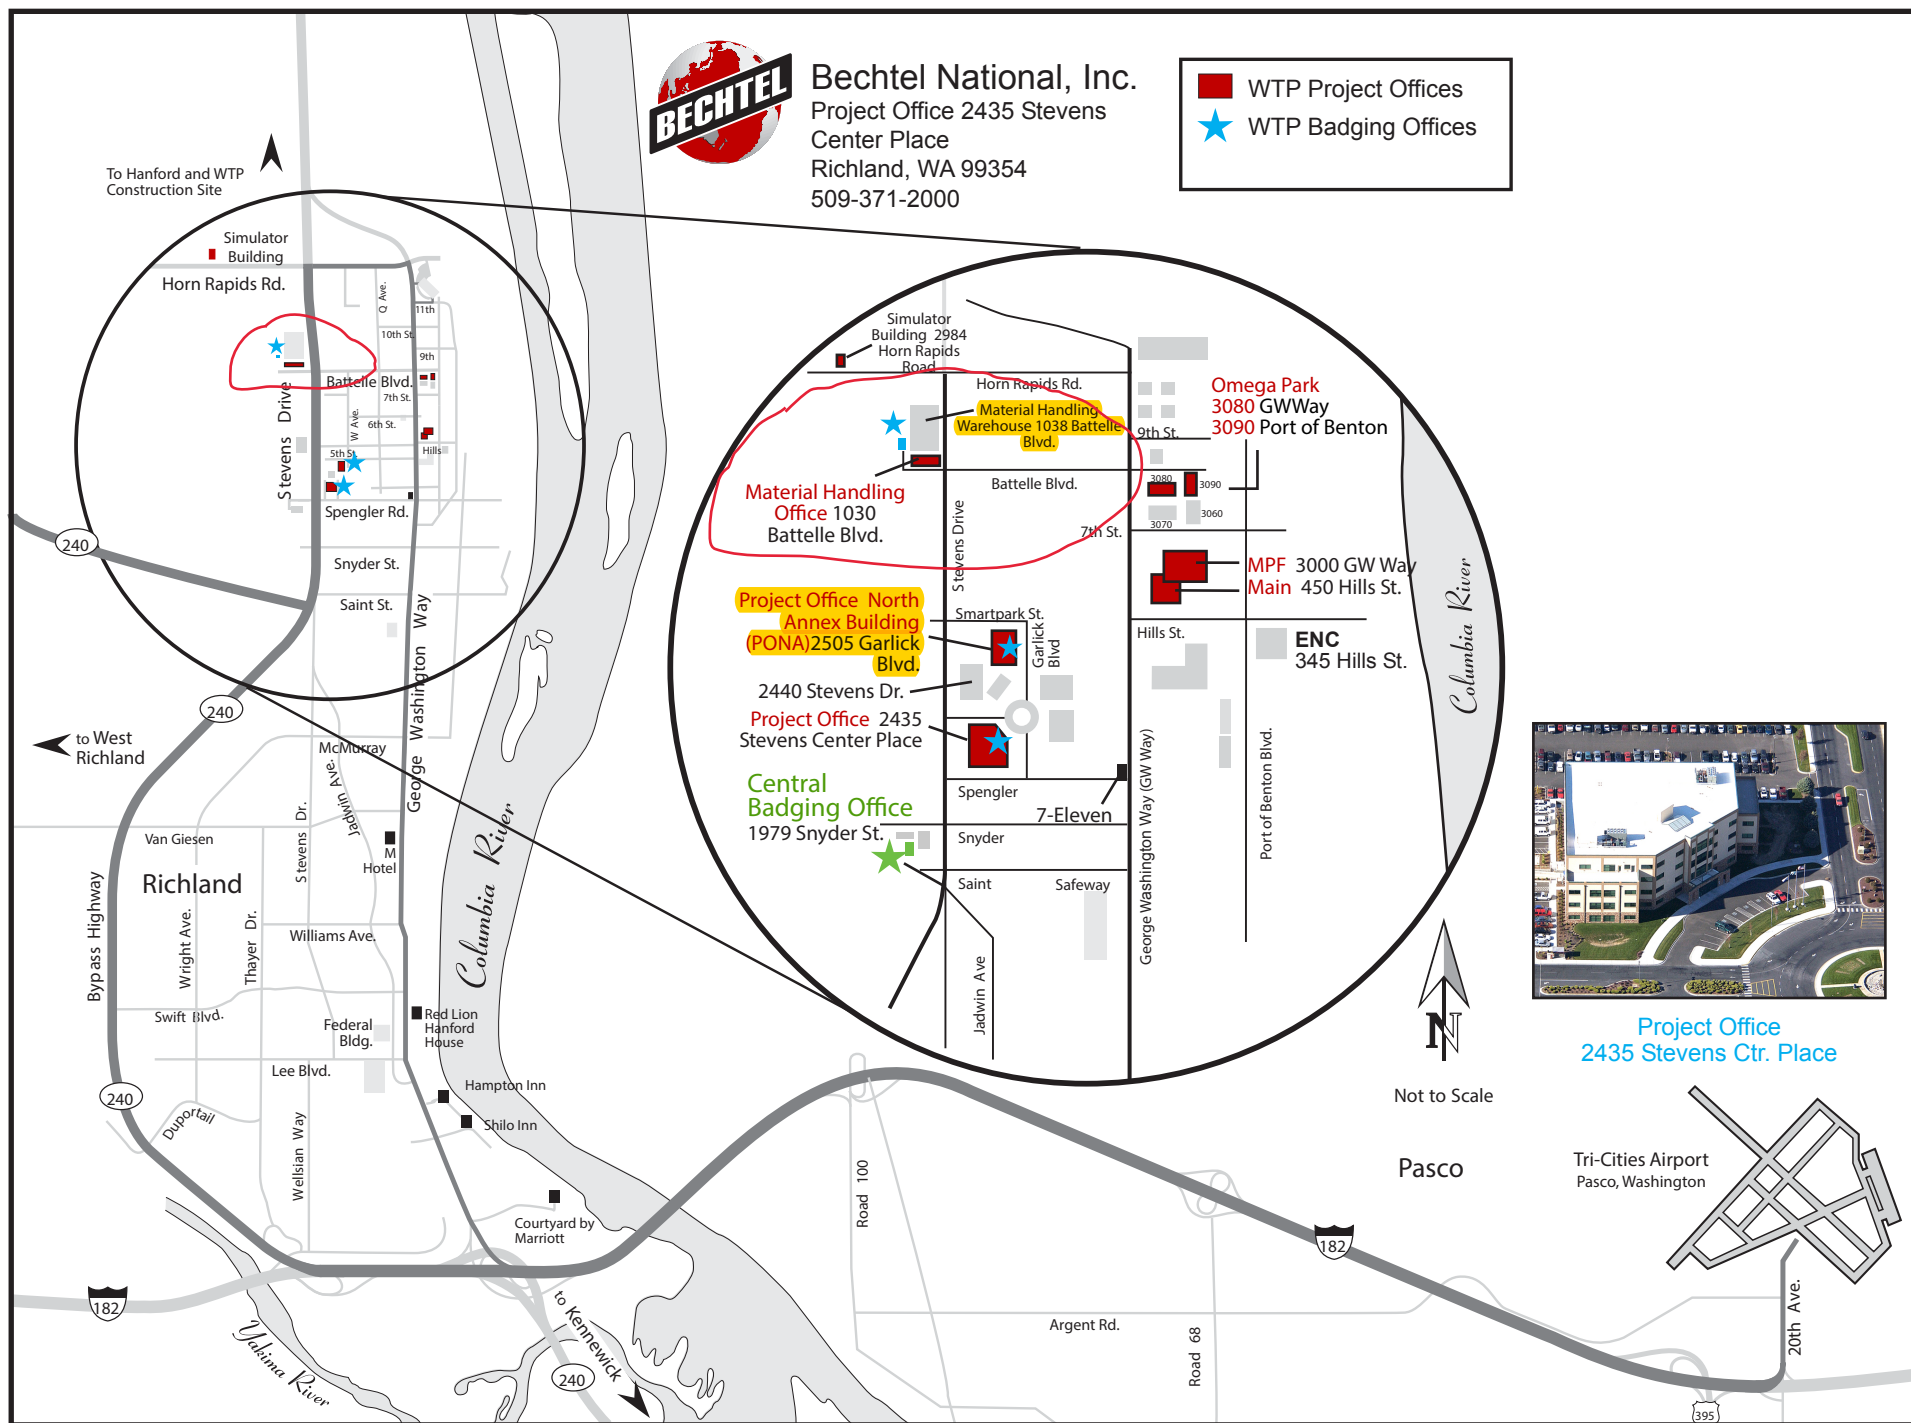 BECHTEL
Bechtel National, Inc.
Project Office 2435 Stevens
Center Place
Richland, WA 99354
509-371-2000
WTP Project Offices
WTP Badging Offices
To Hanford and WTP
Construction Site
Simulator
Building
Horn Rapids Rd.
Q Ave.
11th
10th St.
9th
Battelle Blvd.
7th St.
W Ave.
6th St.
Hills
5th St.
Stevens Drive
Spengler Rd.
240
Snyder St.
Saint St.
George Washington Way
240
to West
Richland
McMurray
Jadwin Ave.
Stevens Dr.
Van Giesen
M
Hotel
Richland
Bypass Highway
Wright Ave.
Thayer Dr.
Williams Ave.
Columbia River
Swift Blvd.
Federal
Bldg.
Red Lion
Hanford
House
Lee Blvd.
240
Duportail
Wellsian Way
Hampton Inn
Shilo Inn
Courtyard by
Marriott
182
Yakima River
to Kennewick
240
Simulator
Building 2984
Horn Rapids
Road
Horn Rapids Rd.
Material Handling
Warehouse 1038 Battelle
Blvd.
Material Handling
Office 1030
Battelle Blvd.
Battelle Blvd.
Stevens Drive
Omega Park
3080 GWWay
3090 Port of Benton
9th St.
3080
3090
3060
3070
7th St.
MPF 3000 GW Way
Main 450 Hills St.
Project Office North
Annex Building
(PONA)2505 Garlick
Blvd.
Smartpark St.
Garlick
Blvd
Hills St.
ENC
345 Hills St.
2440 Stevens Dr.
Project Office 2435
Stevens Center Place
Central
Badging Office
1979 Snyder St.
Spengler
7-Eleven
Snyder
Saint
Safeway
Jadwin Ave
George Washington Way (GW Way)
Port of Benton Blvd.
Columbia River
N
Not to Scale
Project Office
2435 Stevens Ctr. Place
Pasco
Tri-Cities Airport
Pasco, Washington
Road 100
182
Argent Rd.
Road 68
20th Ave.
395